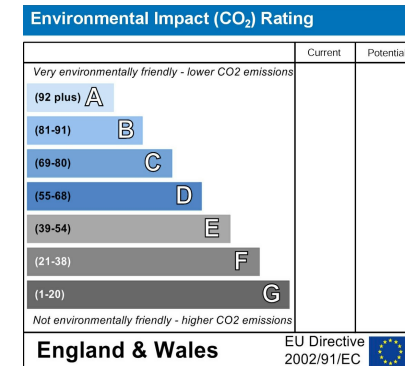 Environmental Impact (CO₂) Rating
Current Potential
Very environmentally friendly - lower CO2 emissions
(92 plus) A
(81-91) B
(69-80) C
(55-68) D
(39-54) E
(21-38) F
(1-20) G
Not environmentally friendly - higher CO2 emissions
England & Wales
EU Directive
2002/91/EC